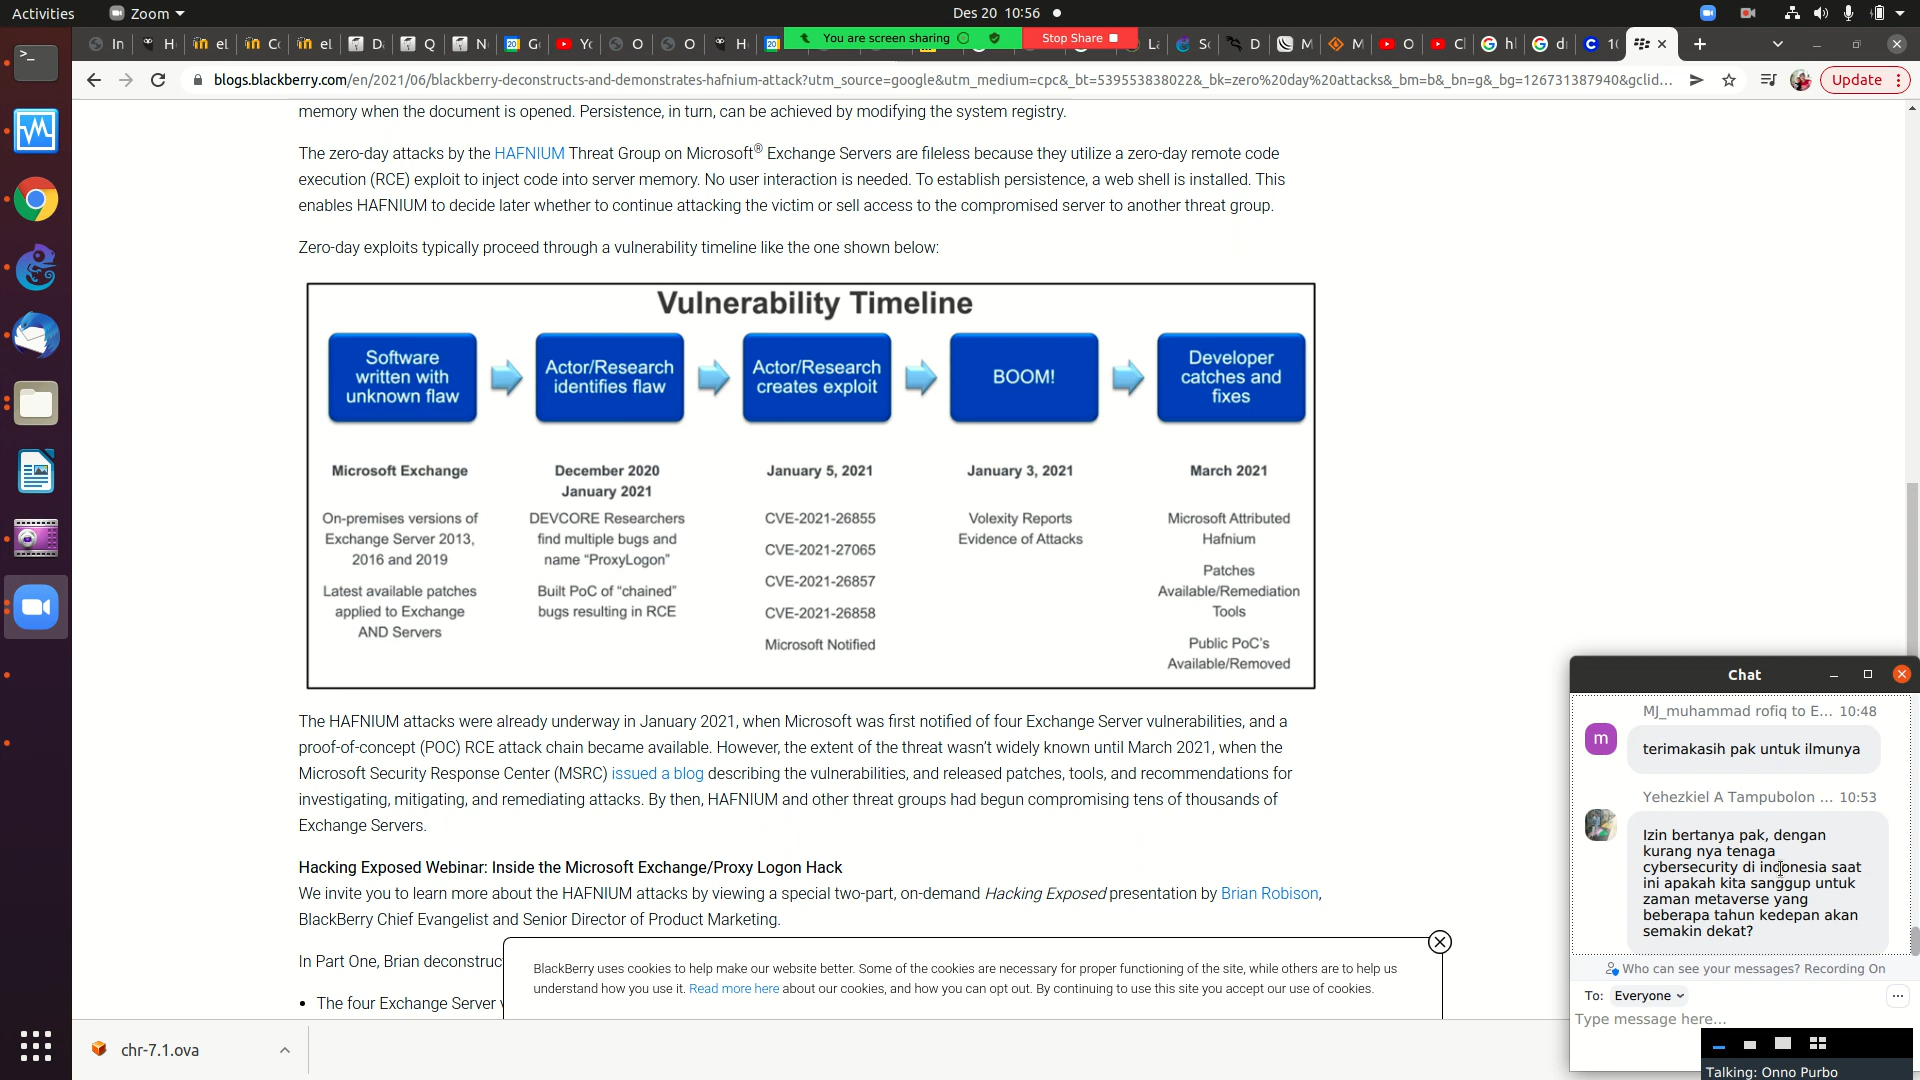 Activities
Zoom
Des 20 10:56
You are screen sharing
Stop Share
blogs.blackberry.com/en/2021/06/blackberry-deconstructs-and-demonstrates-hafnium-attack?utm_source=google&utm_medium=cpc&_bt=539553838022&_bk=zero%20day%20attacks&_bm=b&_bn=g&_bg=126731387940&gclid...
Update
memory when the document is opened. Persistence, in turn, can be achieved by modifying the system registry.
The zero-day attacks by the HAFNIUM Threat Group on Microsoft® Exchange Servers are fileless because they utilize a zero-day remote code
execution (RCE) exploit to inject code into server memory. No user interaction is needed. To establish persistence, a web shell is installed. This
enables HAFNIUM to decide later whether to continue attacking the victim or sell access to the compromised server to another threat group.
Zero-day exploits typically proceed through a vulnerability timeline like the one shown below:
Vulnerability Timeline
Software
written with
unknown flaw
Actor/Research
identifies flaw
Actor/Research
creates exploit
BOOM!
Developer
catches and
fixes
Microsoft Exchange
On-premises versions of
Exchange Server 2013,
2016 and 2019
Latest available patches
applied to Exchange
AND Servers
December 2020
January 2021
DEVCORE Researchers
find multiple bugs and
name “ProxyLogon”
Built PoC of “chained”
bugs resulting in RCE
January 5, 2021
CVE-2021-26855
CVE-2021-27065
CVE-2021-26857
CVE-2021-26858
Microsoft Notified
January 3, 2021
Volexity Reports
Evidence of Attacks
March 2021
Microsoft Attributed
Hafnium
Patches
Available/Remediation
Tools
Public PoC's
Available/Removed
The HAFNIUM attacks were already underway in January 2021, when Microsoft was first notified of four Exchange Server vulnerabilities, and a
proof-of-concept (POC) RCE attack chain became available. However, the extent of the threat wasn't widely known until March 2021, when the
Microsoft Security Response Center (MSRC) issued a blog describing the vulnerabilities, and released patches, tools, and recommendations for
investigating, mitigating, and remediating attacks. By then, HAFNIUM and other threat groups had begun compromising tens of thousands of
Exchange Servers.
Hacking Exposed Webinar: Inside the Microsoft Exchange/Proxy Logon Hack
We invite you to learn more about the HAFNIUM attacks by viewing a special two-part, on-demand Hacking Exposed presentation by Brian Robison,
BlackBerry Chief Evangelist and Senior Director of Product Marketing.
In Part One, Brian deconstruc
• The four Exchange Server
BlackBerry uses cookies to help make our website better. Some of the cookies are necessary for proper functioning of the site, while others are to help us
understand how you use it. Read more here about our cookies, and how you can opt out. By continuing to use this site you accept our use of cookies.
chr-7.1.ova
Chat
MJ_muhammad rofiq to E... 10:48
m
terimakasih pak untuk ilmunya
Yehezkiel A Tampubolon ... 10:53
Izin bertanya pak, dengan
kurang nya tenaga
cybersecurity di indonesia saat
ini apakah kita sanggup untuk
zaman metaverse yang
beberapa tahun kedepan akan
semakin dekat?
Who can see your messages? Recording On
To: Everyone
Type message here...
Talking: Onno Purbo